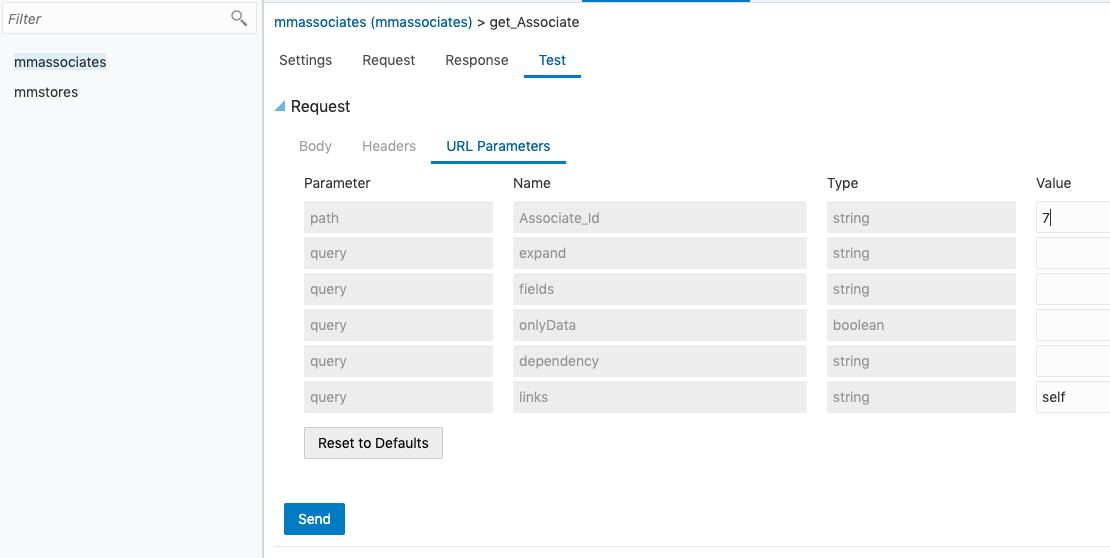 Filter
mmassociates
mmstores
mmassociates (mmassociates) > get_Associate
Settings Request Response Test
Request
Body Headers URL Parameters
Parameter Name Type Value
path Associate_Id string 7
query expand string
query fields string
query onlyData boolean
query dependency string
query links string self
Reset to Defaults
Send